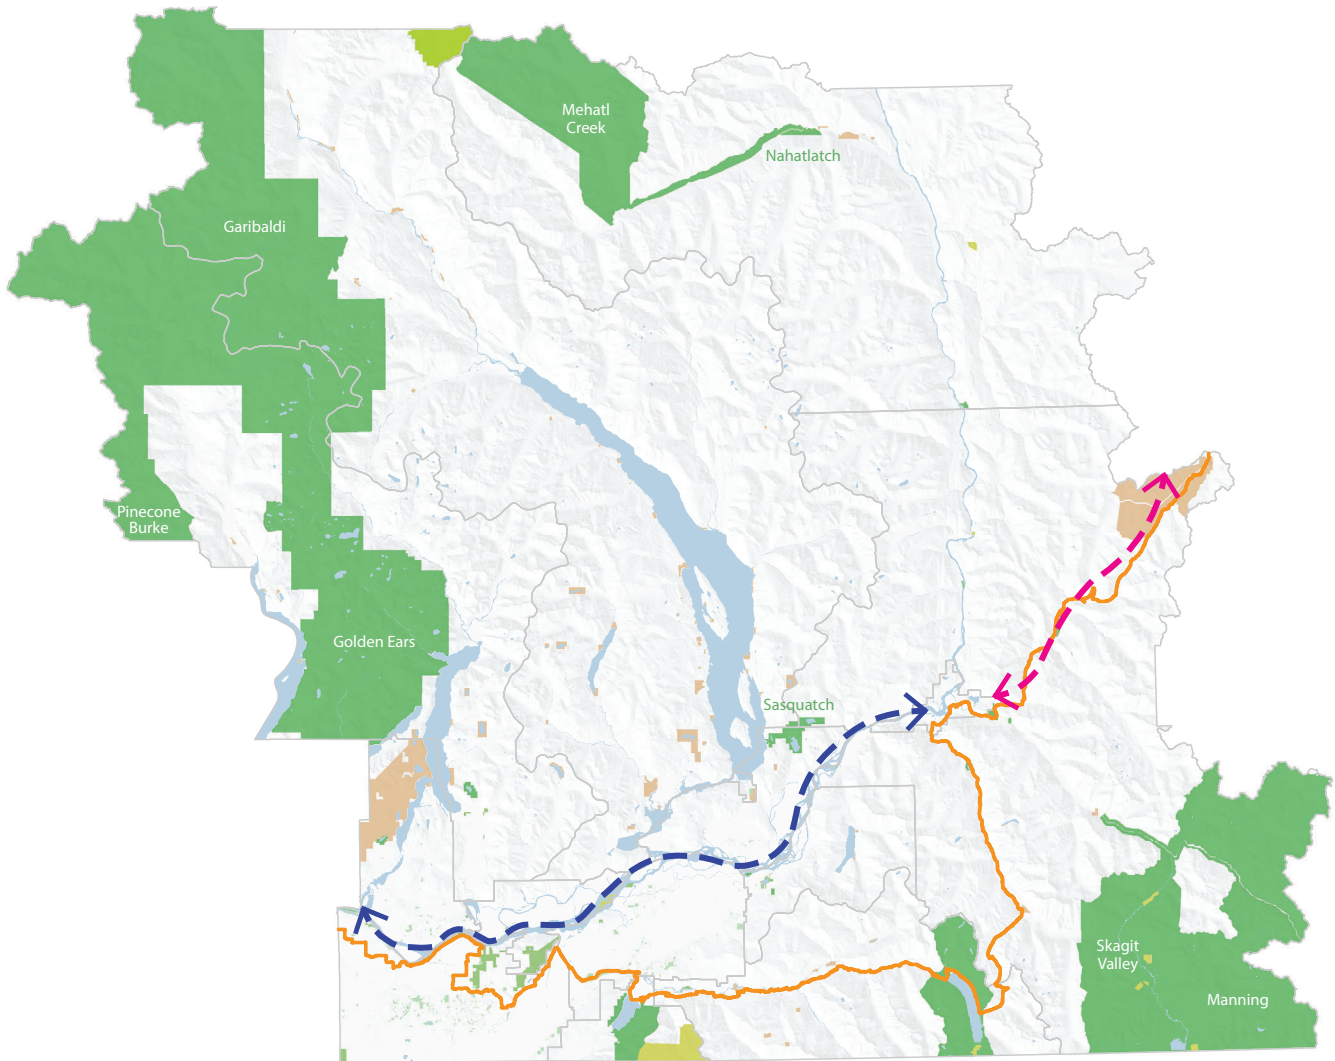 Mehatl
Creek
Nahatlatch
Garibaldi
Pinecone
Burke
Golden Ears
Sasquatch
Skagit
Valley
Manning